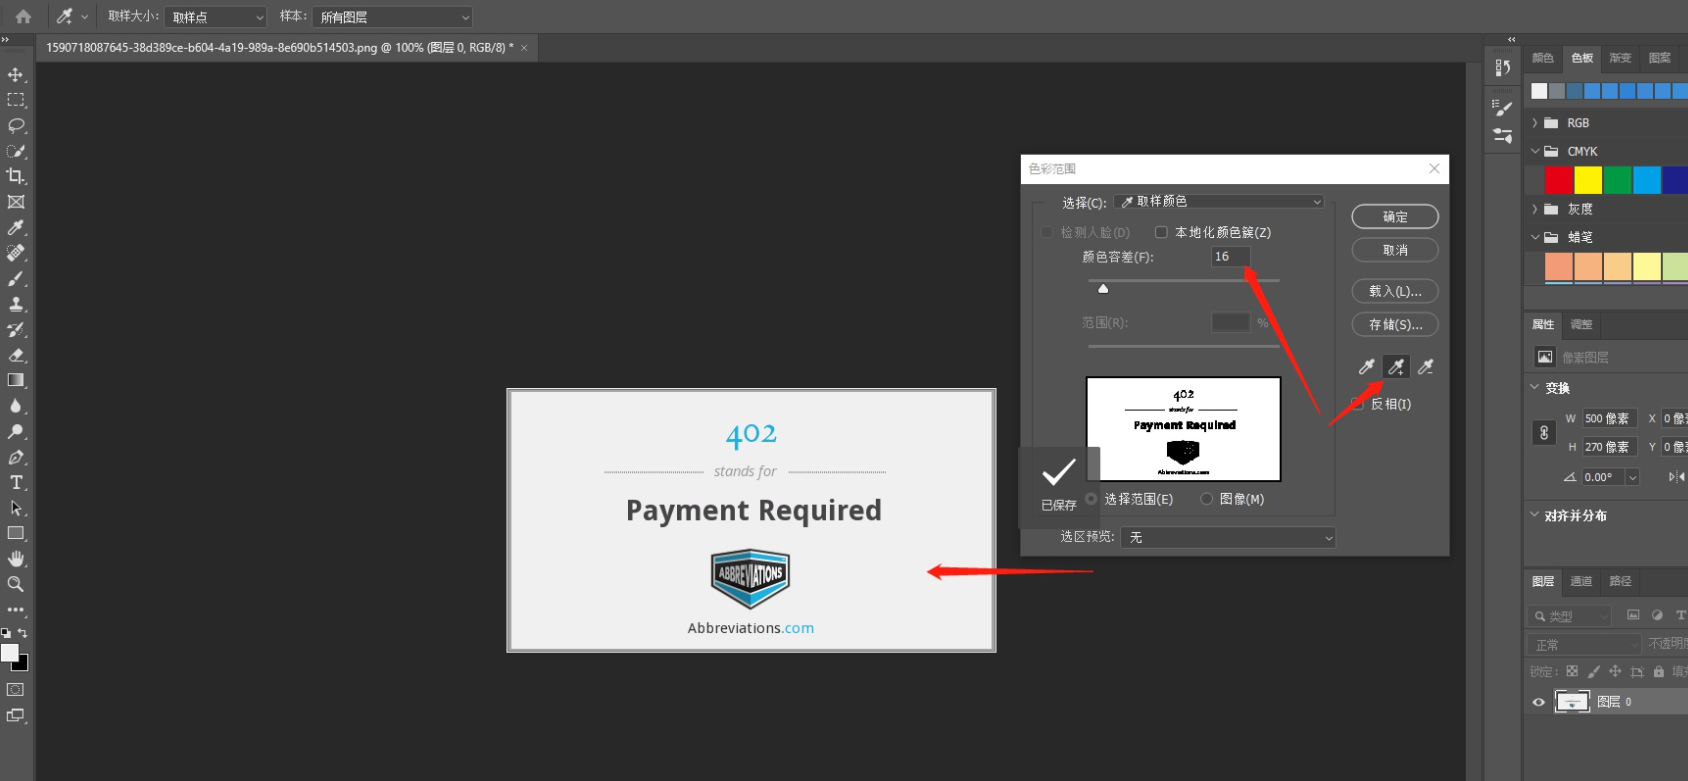 取样大小: 取样点 样本: 所有图层
1590718087645-38d389ce-b604-4a19-989a-8e690b514503.png @ 100% (图层 0, RGB/8) * ×
颜色 色板 渐变 图案
RGB
CMYK
灰度
蜡笔
色彩范围
选择(C): 取样颜色
检测人脸(D) 本地化颜色簇(Z)
颜色容差(F): 16
范围(R): %
确定
取消
载入(L)...
存储(S)...
反相(I)
402
stands for
Payment Required
Abbreviations.com
已保存
选择范围(E) 图像(M)
选区预览: 无
402
stands for
Payment Required
ABBREVIATIONS
Abbreviations.com
属性 调整
像素图层
变换
W 500 像素 X 0 像
H 270 像素 Y 0 像
0.00°
对齐并分布
图层 通道 路径
类型
正常 不透明
锁定:
图层 0